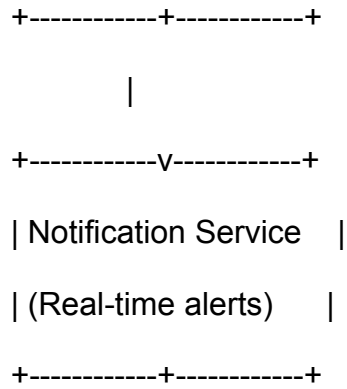 +------------+------------+
|
+------------v------------+
| Notification Service |
| (Real-time alerts) |
+------------+------------+